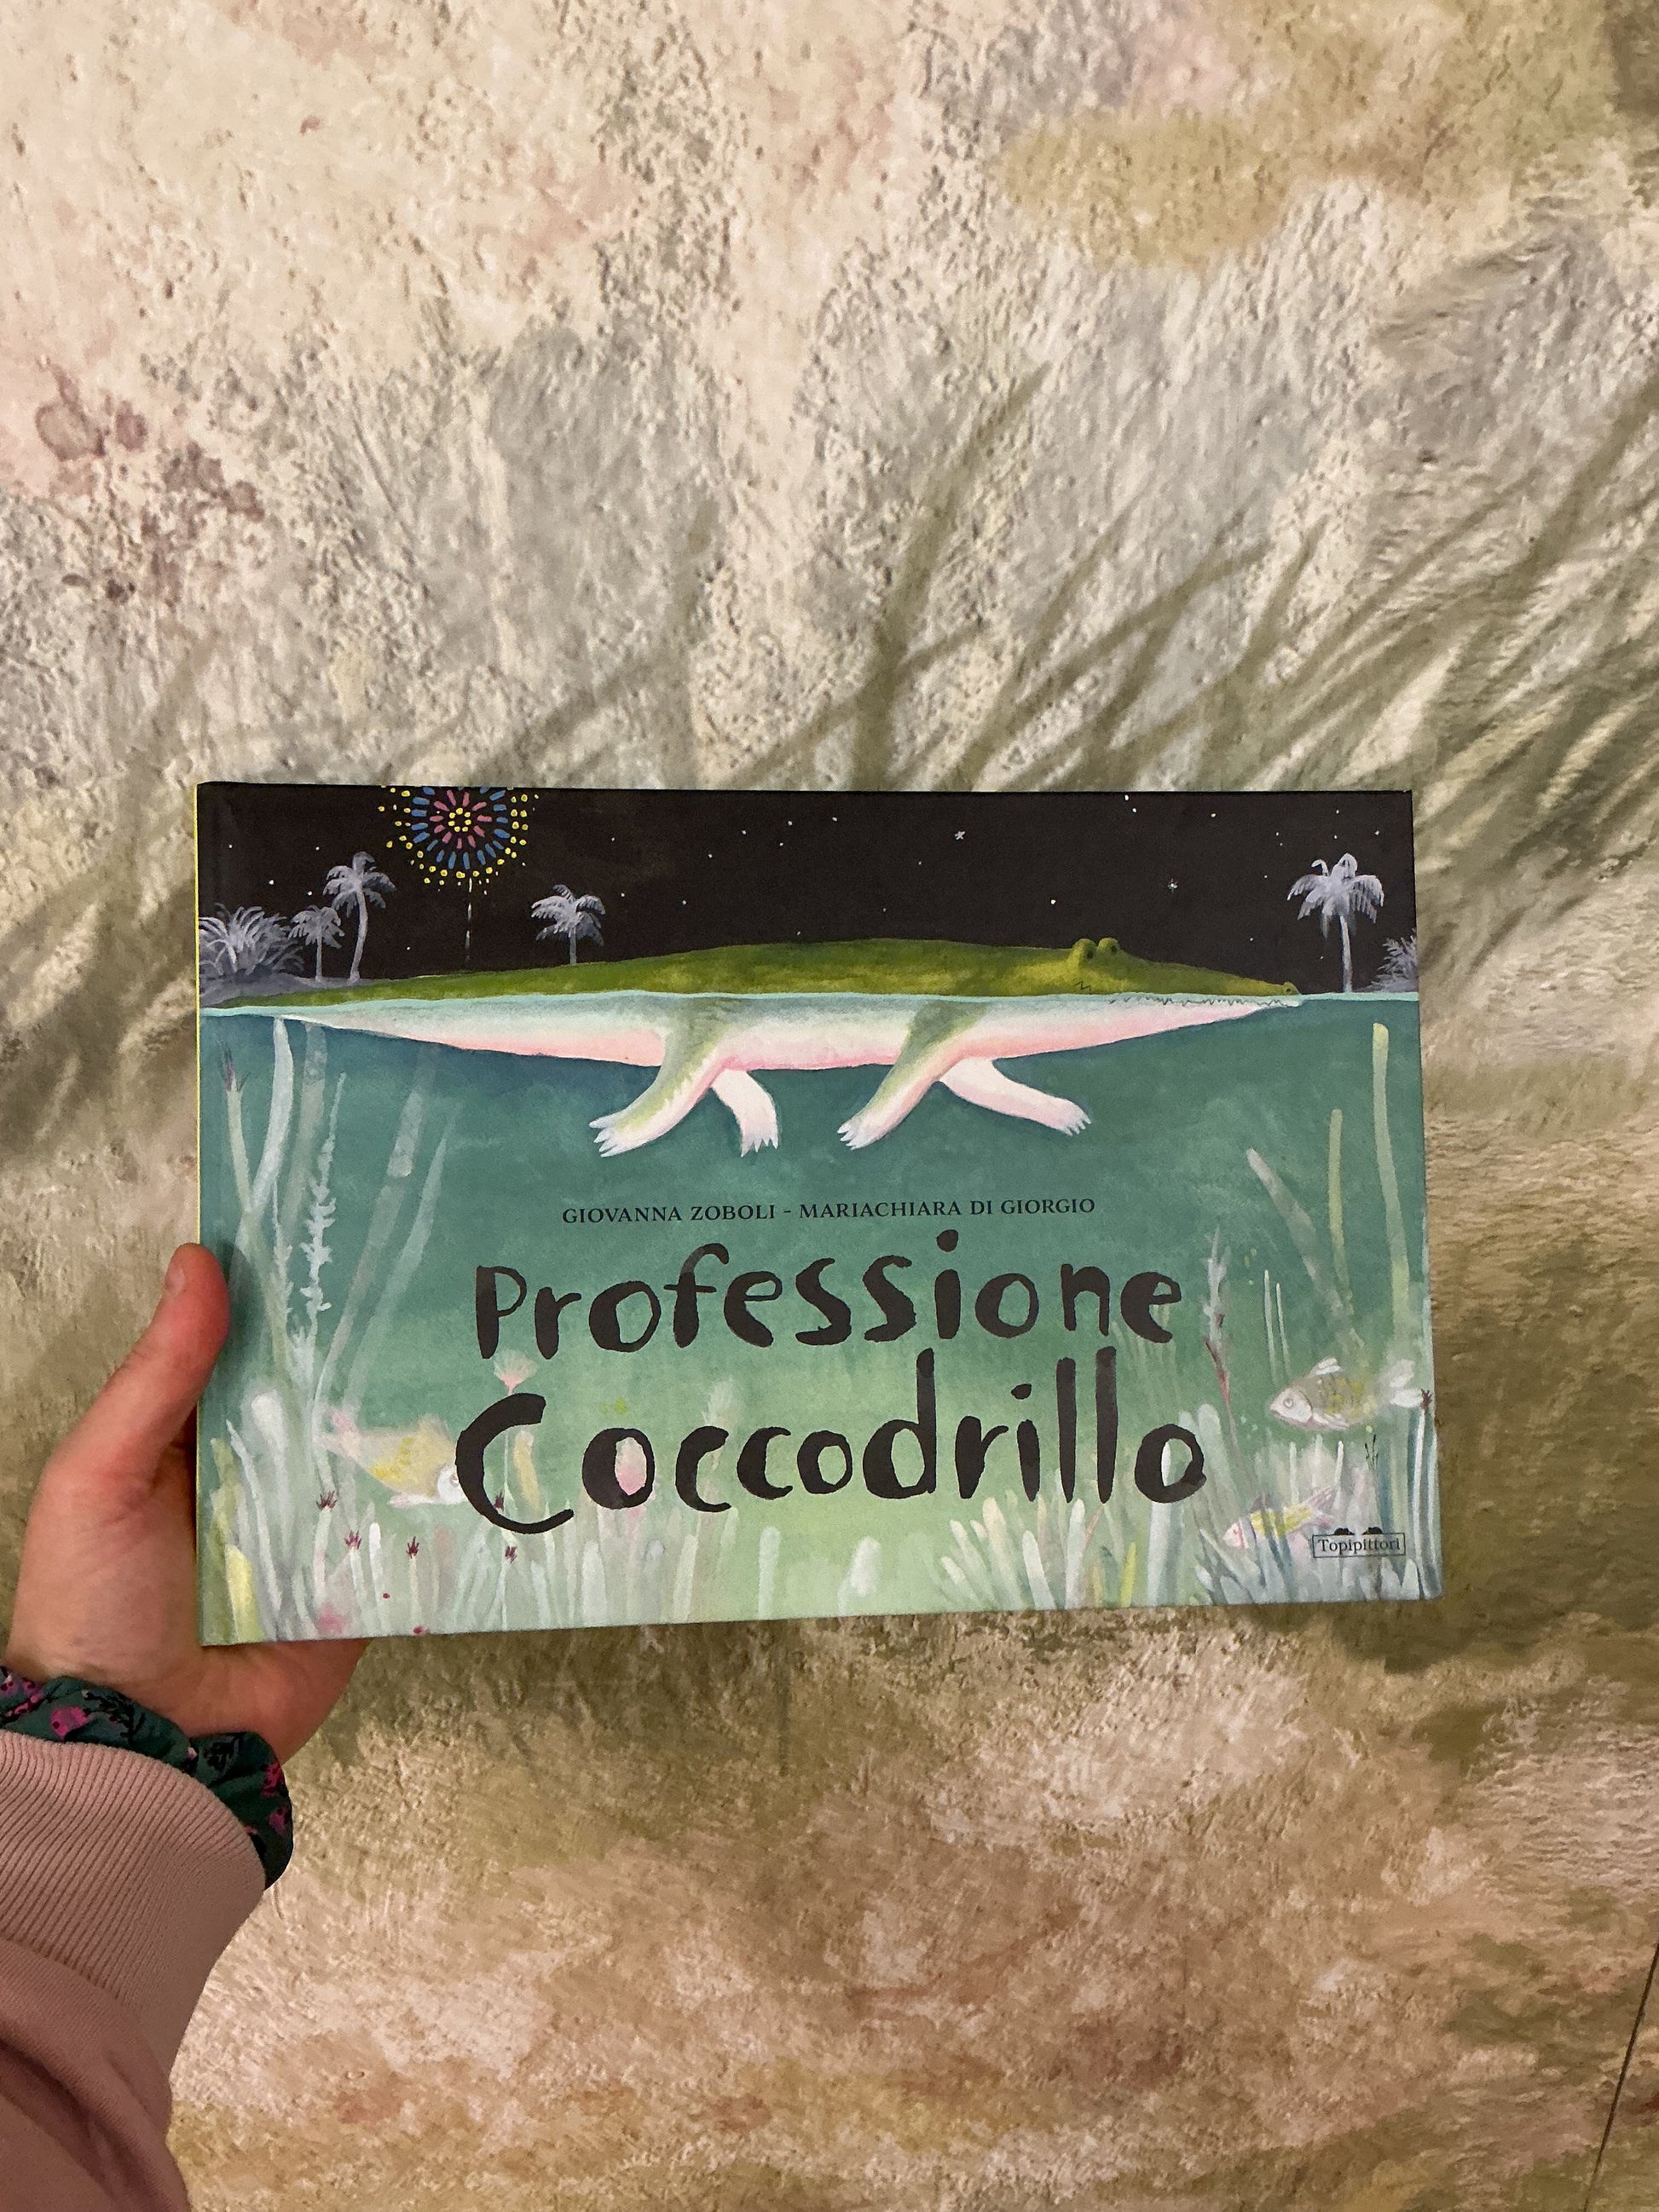 GIOVANNA ZOBOLI - MARIACHIARA DI GIORGIO
Professione
Coccodrillo
Topipittori